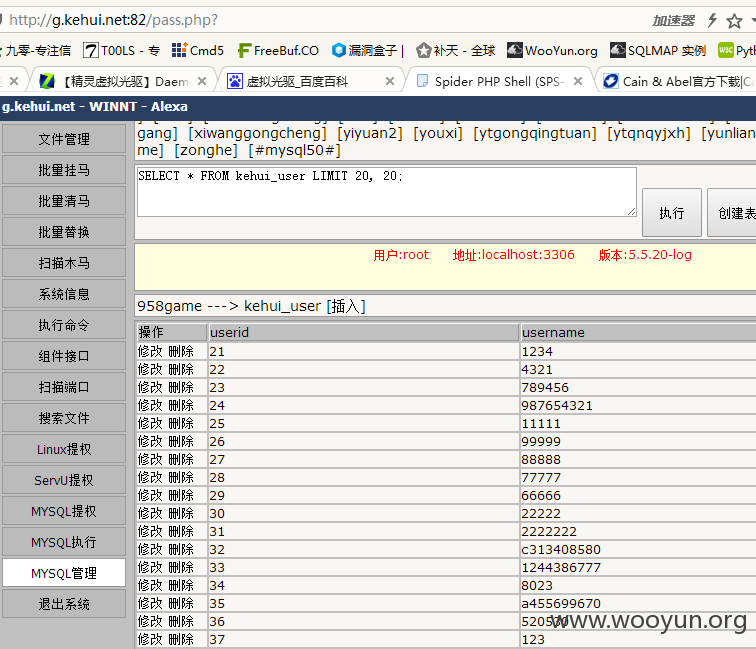 http://g.kehui.net:82/pass.php? 加速器
九零-专注信 T00LS - 专 Cmd5 FreeBuf.CO 漏洞盒子 | 补天 - 全球 WooYun.org SQLMAP 实例 Pyth
【精灵虚拟光驱】Daem 虚拟光驱_百度百科 Spider PHP Shell (SPS- Cain & Abel官方下载|C
g.kehui.net - WINNT - Alexa
文件管理
批量挂马
批量清马
批量替换
扫描木马
系统信息
执行命令
组件接口
扫描端口
搜索文件
Linux提权
ServU提权
MYSQL提权
MYSQL执行
MYSQL管理
退出系统
gang] [xiwanggongcheng] [yiyuan2] [youxi] [ytgongqingtuan] [ytqnqyjxh] [yunlian
me] [zonghe] [#mysql50#]
SELECT * FROM kehui_user LIMIT 20, 20;
执行 创建表
用户:root 地址:localhost:3306 版本:5.5.20-log
958game ---> kehui_user [插入]
操作 userid username
修改 删除 21 1234
修改 删除 22 4321
修改 删除 23 789456
修改 删除 24 987654321
修改 删除 25 11111
修改 删除 26 99999
修改 删除 27 88888
修改 删除 28 77777
修改 删除 29 66666
修改 删除 30 22222
修改 删除 31 2222222
修改 删除 32 c313408580
修改 删除 33 1244386777
修改 删除 34 8023
修改 删除 35 a455699670
修改 删除 36
修改 删除 37 123
www.wooyun.org